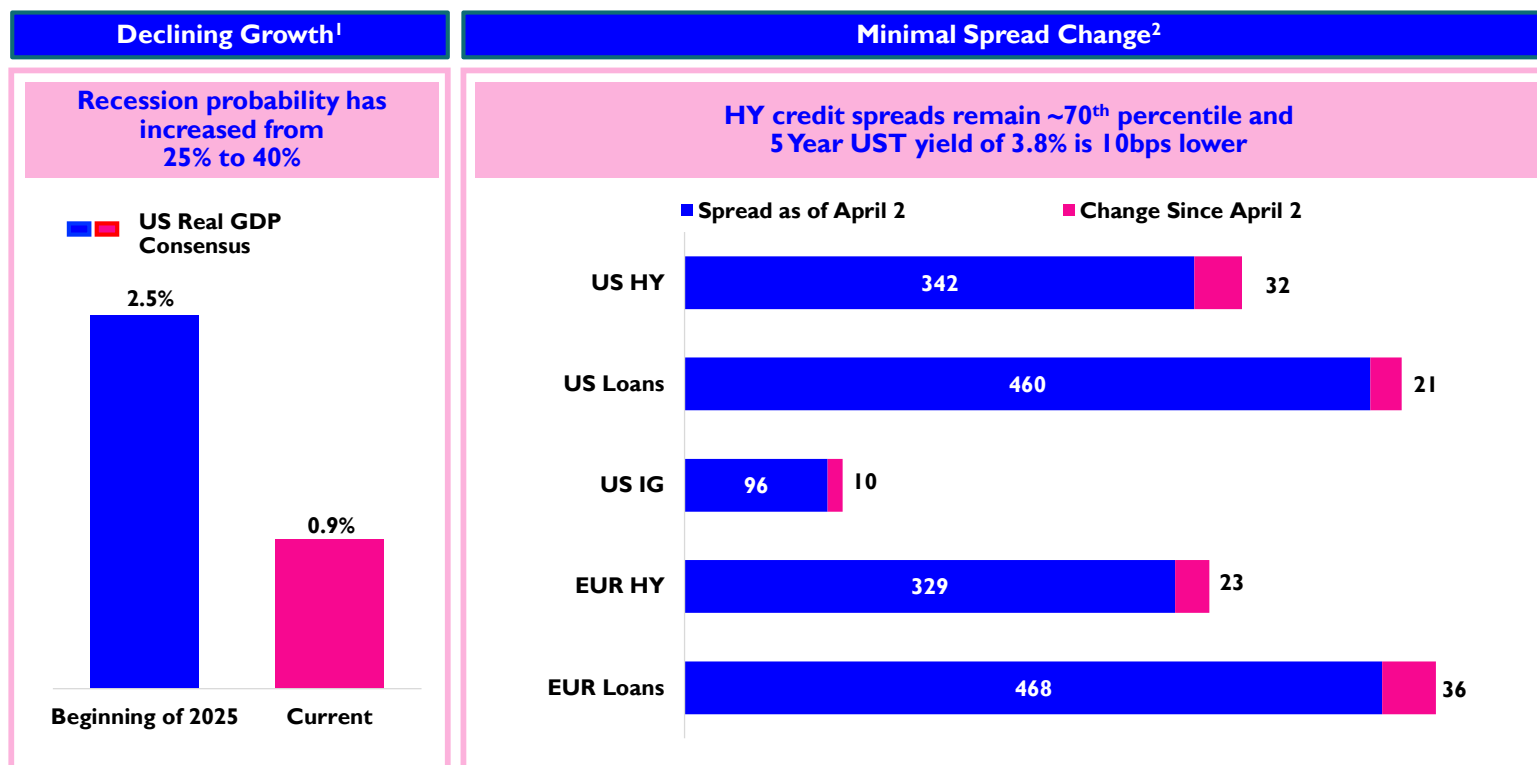 Declining Growth¹
Recession probability has
increased from
25% to 40%
US Real GDP
Consensus
2.5%
0.9%
Beginning of 2025
Current
Minimal Spread Change²
HY credit spreads remain ~70ᵗʰ percentile and
5 Year UST yield of 3.8% is 10bps lower
Spread as of April 2
Change Since April 2
US HY
342
32
US Loans
460
21
US IG
96
10
EUR HY
329
23
EUR Loans
468
36